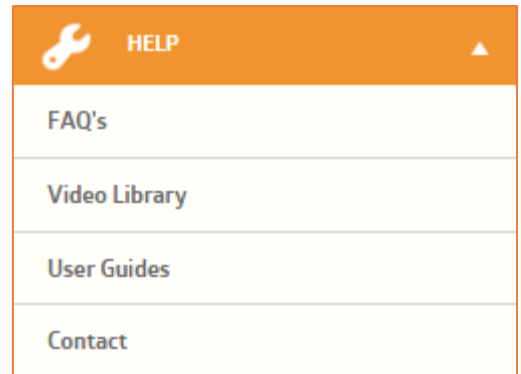 HELP
FAQ's
Video Library
User Guides
Contact